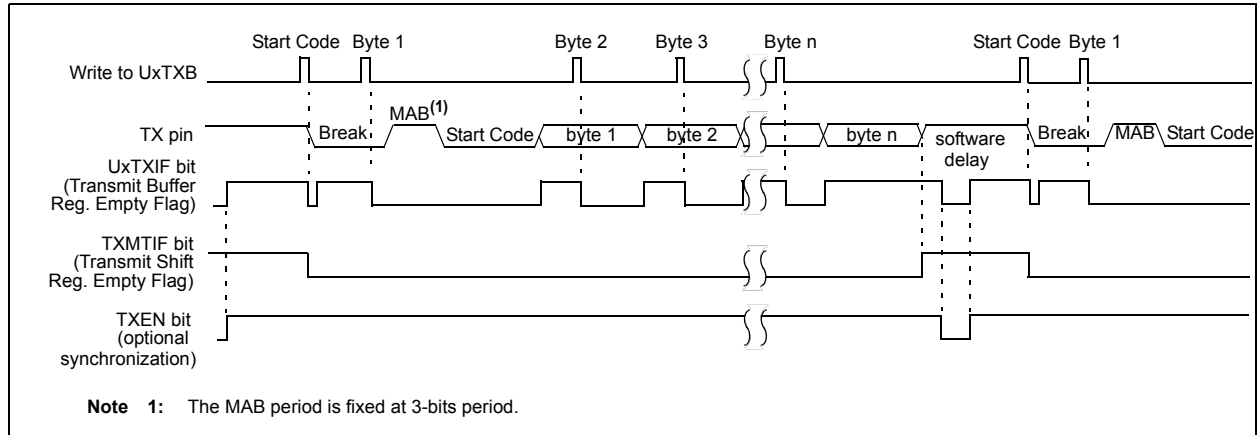 Start Code Byte 1 Byte 2 Byte 3 Byte n Start Code Byte 1
Write to UxTXB
MAB(1)
TX pin Break Start Code byte 1 byte 2 byte n software delay Break MAB Start Code
UxTXIF bit
(Transmit Buffer
Reg. Empty Flag)
TXMTIF bit
(Transmit Shift
Reg. Empty Flag)
TXEN bit
(optional
synchronization)
Note 1: The MAB period is fixed at 3-bits period.